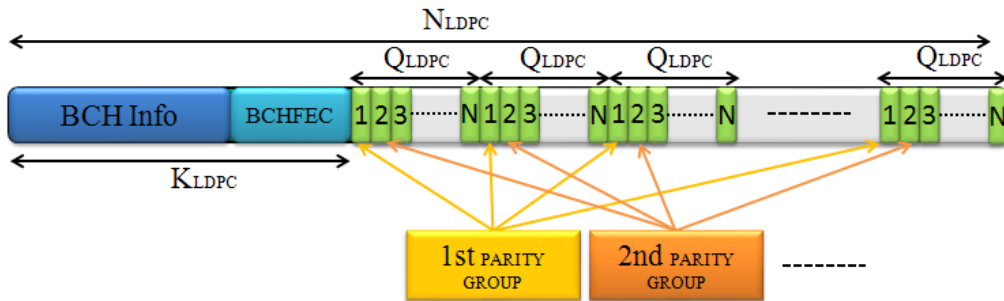 NLDPC
QLDPC QLDPC QLDPC QLDPC
BCH Info BCHFEC 1 2 3 N 1 2 3 N 1 2 3 N 1 2 3 N
KLDPC
1st PARITY GROUP
2nd PARITY GROUP